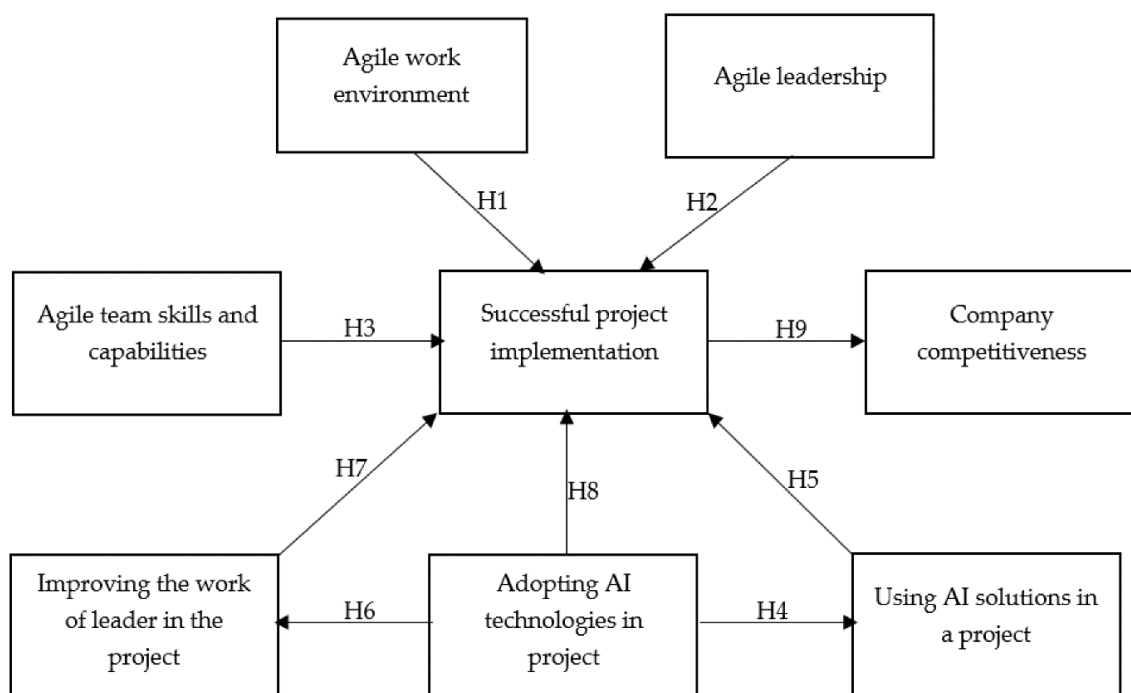 Agile work
environment
Agile leadership
H1
H2
Agile team skills and
capabilities
H3
Successful project
implementation
H9
Company
competitiveness
H7
H8
H5
Improving the work
of leader in the
project
H6
Adopting AI
technologies in
project
H4
Using AI solutions in
a project